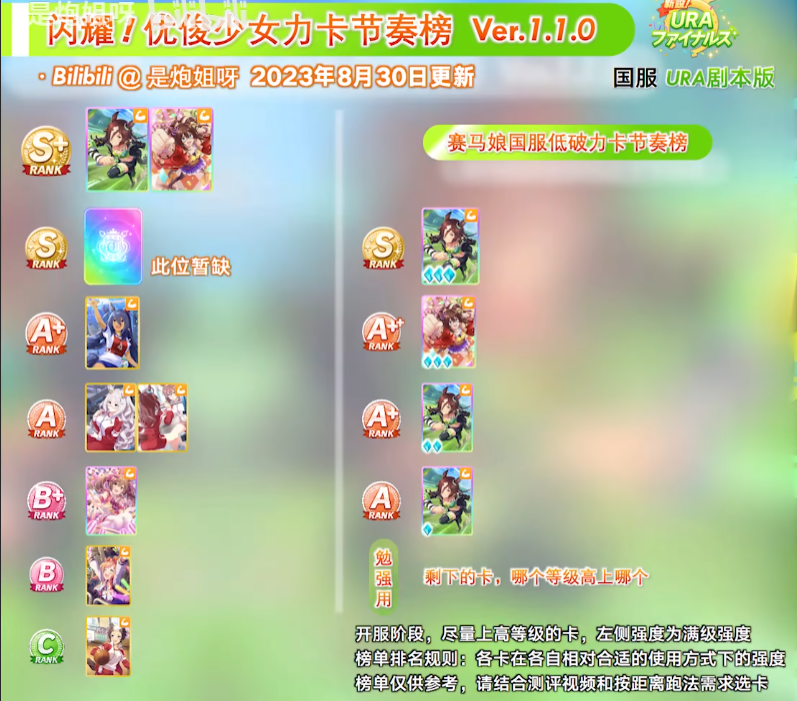 是炮姐呀 bilibili
闪耀！优俊少女力卡节奏榜 Ver.1.1.0
新設！
URA
ファイナルズ
· Bilibili @ 是炮姐呀 2023年8月30日更新
国服 URA剧本版
S+
RANK
赛马娘国服低破力卡节奏榜
S
RANK
此位暂缺
S
RANK
A+
RANK
A+
RANK
A
RANK
A+
RANK
B+
RANK
A
RANK
B
RANK
勉强用
剩下的卡，哪个等级高上哪个
C
RANK
开服阶段，尽量上高等级的卡，左侧强度为满级强度
榜单排名规则：各卡在各自相对合适的使用方式下的强度
榜单仅供参考，请结合测评视频和按距离跑法需求选卡